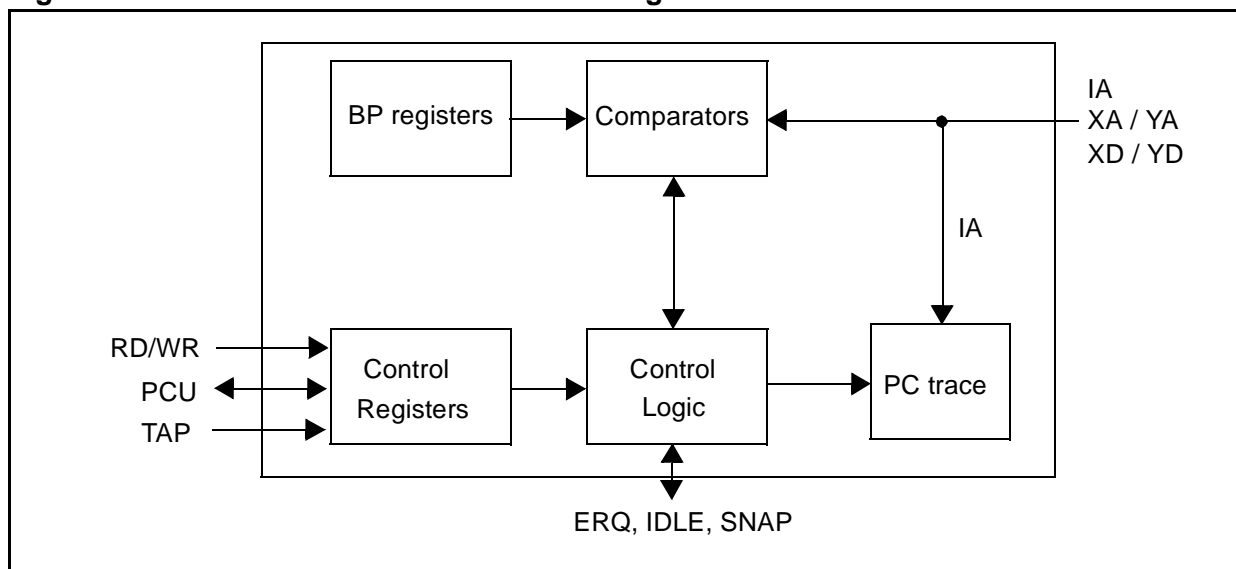 BP registers
Comparators
IA
XA / YA
XD / YD
IA
RD/WR
PCU
TAP
Control
Registers
Control
Logic
PC trace
ERQ, IDLE, SNAP